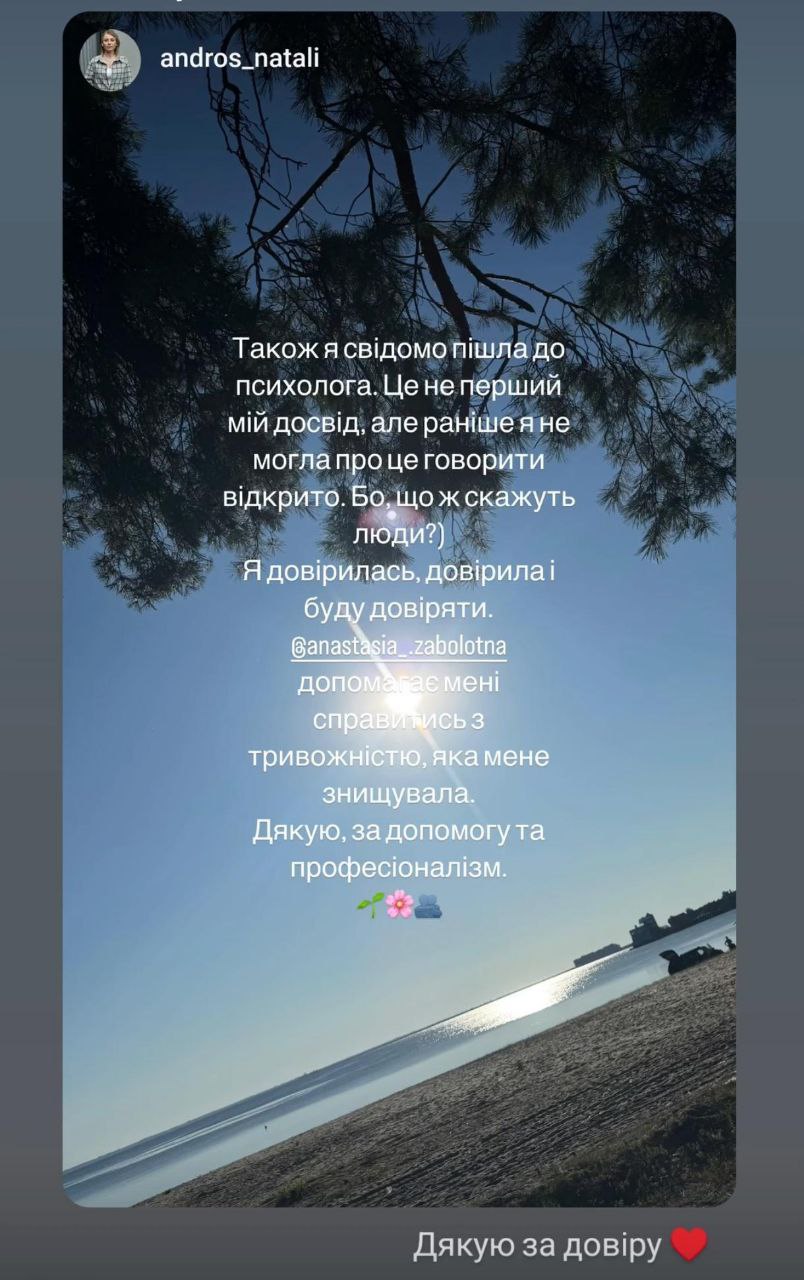 andros_natali
Також я свідомо пішла до
психолога. Це не перший
мій досвід, але раніше я не
могла про це говорити
відкрито. Бо, що ж скажуть
люди?)
Я довірилась, довірила і
буду довіряти.
@anastasia_.zabolotna
допомагає мені
справитись з
тривожністю, яка мене
знищувала.
Дякую, за допомогу та
професіоналізм.
🌱🌸🫂
Дякую за довіру ❤️